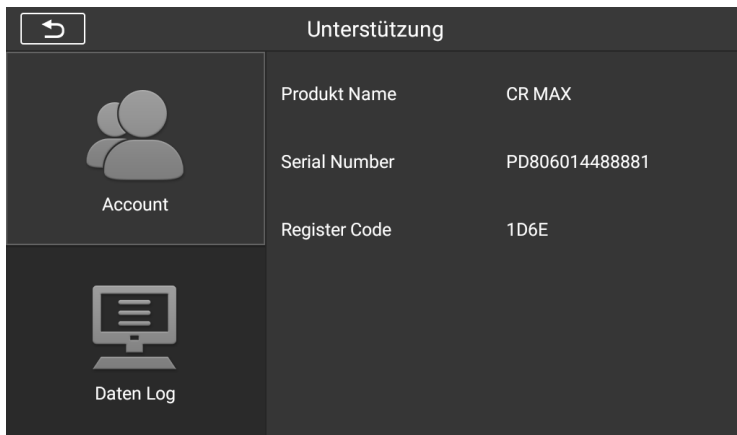 Unterstützung
Account
Daten Log
Produkt Name CR MAX
Serial Number PD806014488881
Register Code 1D6E